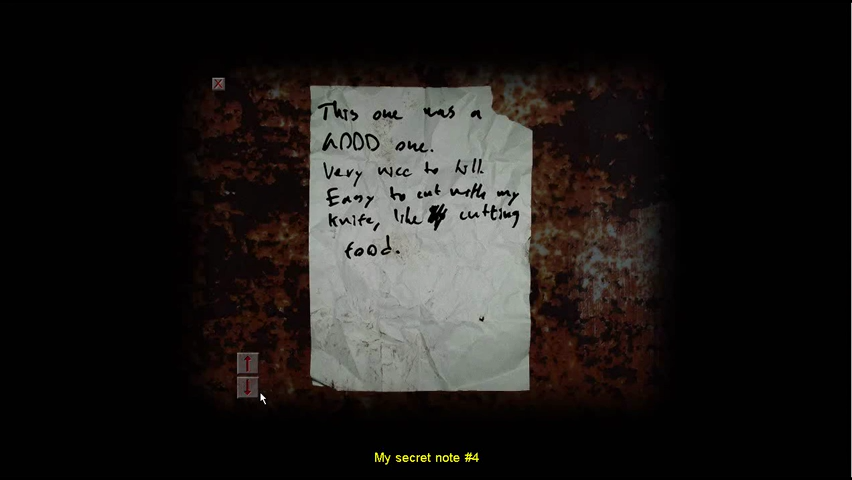 This one was a
GOOD one.
Very nice to kill.
Easy to cut with my
knife, like cutting
food.
My secret note #4